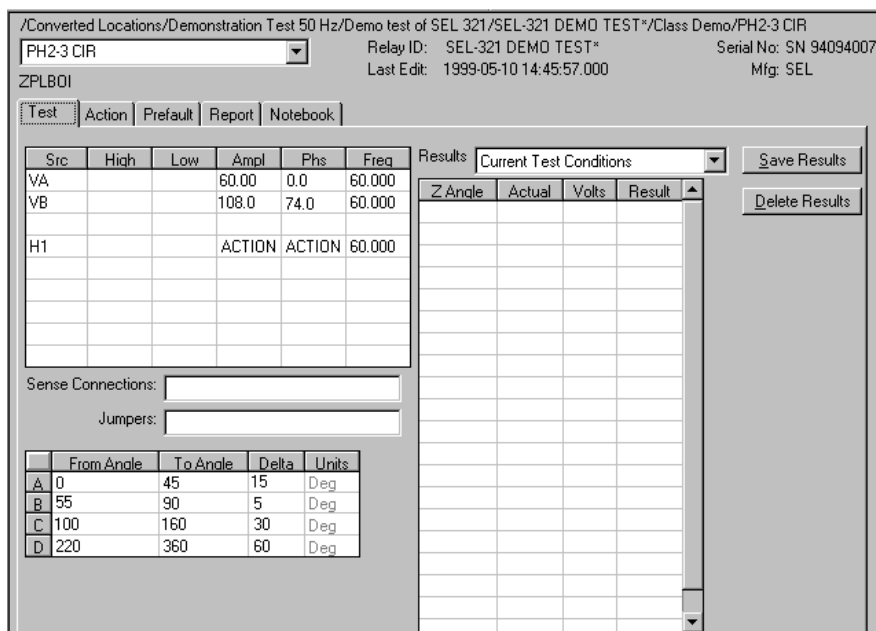 /Converted Locations/Demonstration Test 50 Hz/Demo test of SEL 321/SEL-321 DEMO TEST*/Class Demo/PH2-3 CIR
PH2-3 CIR
Relay ID: SEL-321 DEMO TEST*
Serial No: SN 94094007
Last Edit: 1999-05-10 14:45:57.000
Mfg: SEL
ZPLBOI
Test Action Prefault Report Notebook
Src High Low Ampl Phs Freq
VA 60.00 0.0 60.000
VB 108.0 74.0 60.000
H1 ACTION ACTION 60.000
Sense Connections:
Jumpers:
From Angle To Angle Delta Units
A 0 45 15 Deg
B 55 90 5 Deg
C 100 160 30 Deg
D 220 360 60 Deg
Results Current Test Conditions
Z Angle Actual Volts Result
Save Results
Delete Results